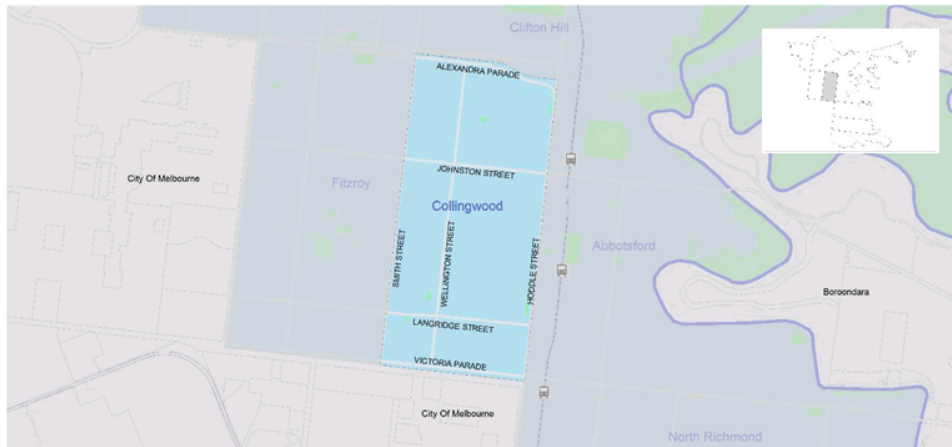 Clifton Hill
ALEXANDRA PARADE
JOHNSTON STREET
City Of Melbourne
Fitzroy
Collingwood
SMITH STREET
WELLINGTON STREET
HODDLE STREET
Abbotsford
Boroondara
LANGRIDGE STREET
VICTORIA PARADE
City Of Melbourne
North Richmond